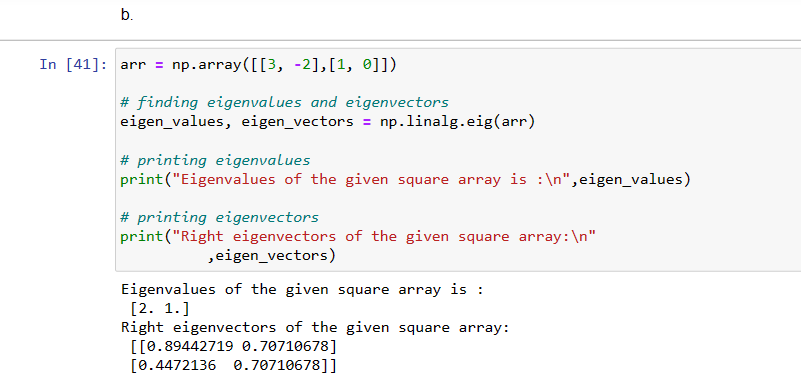 b.
In [41]: arr = np.array([[3, -2],[1, 0]])
# finding eigenvalues and eigenvectors
eigen_values, eigen_vectors = np.linalg.eig(arr)
# printing eigenvalues
print("Eigenvalues of the given square array is :\n",eigen_values)
# printing eigenvectors
print("Right eigenvectors of the given square array:\n"
,eigen_vectors)
Eigenvalues of the given square array is :
[2. 1.]
Right eigenvectors of the given square array:
[[0.89442719 0.70710678]
[0.4472136  0.70710678]]